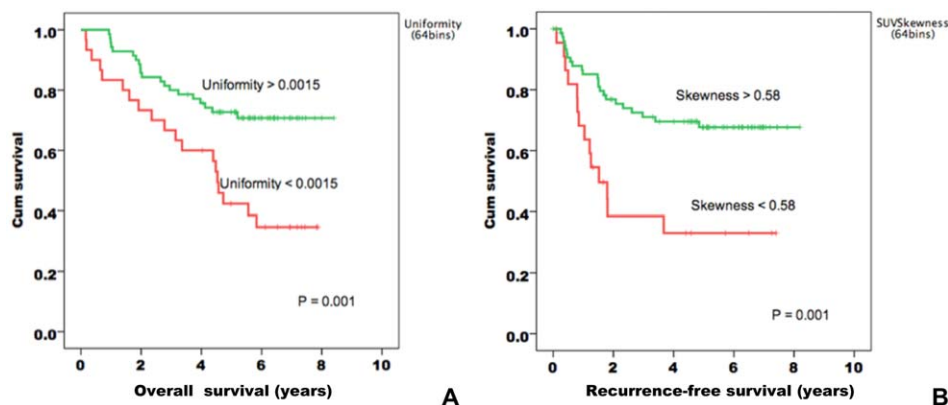 Uniformity
(64bins)
1.0
0.8
0.6
0.4
0.2
0.0
Cum survival
Uniformity > 0.0015
Uniformity < 0.0015
P = 0.001
0 2 4 6 8 10
Overall survival (years)
A
SUVSkewness
(64bins)
1.0
0.8
0.6
0.4
0.2
0.0
Cum survival
Skewness > 0.58
Skewness < 0.58
P = 0.001
0 2 4 6 8 10
Recurrence-free survival (years)
B